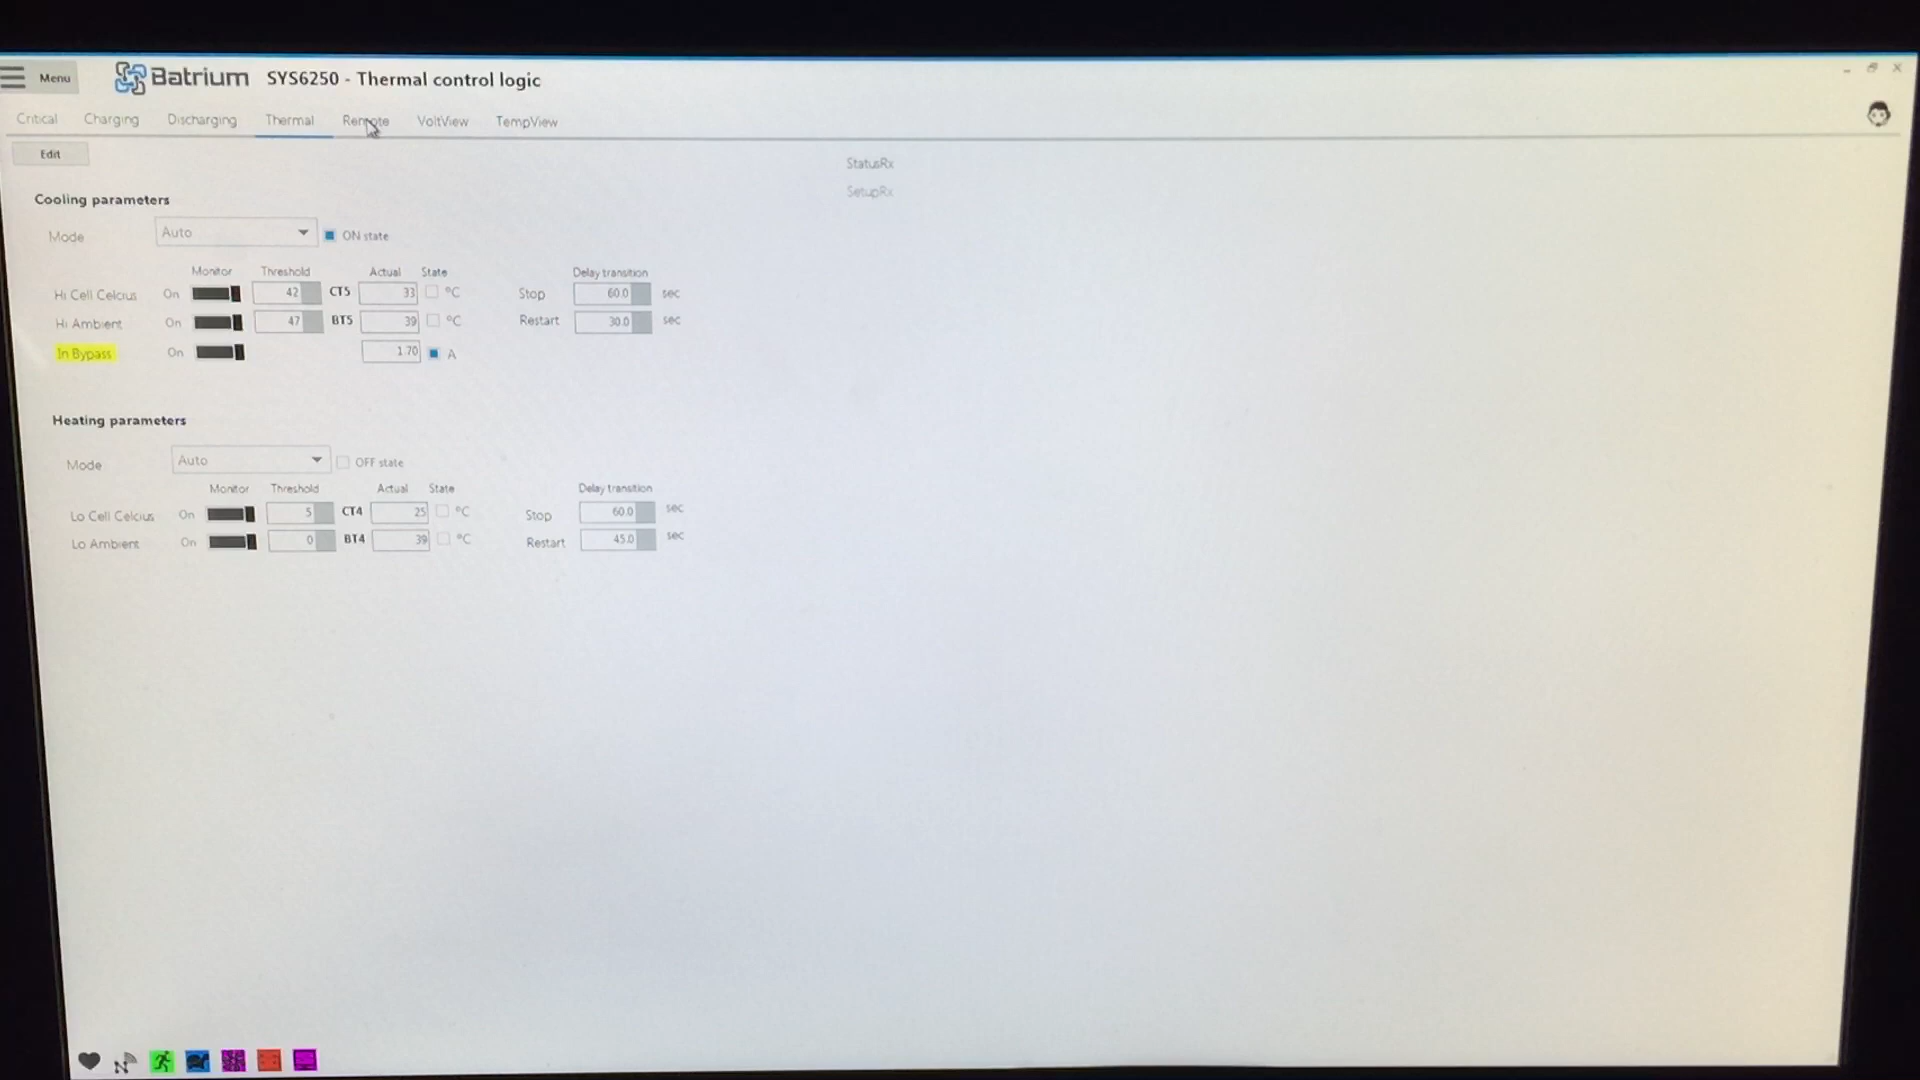 Menu
Batrium SYS6250 - Thermal control logic
Critical Charging Discharging Thermal Remote VoltView TempView
Edit
StatusRx
SetupRx
Cooling parameters
Mode Auto ON state
Monitor Threshold Actual State Delay transition
Hi Cell Celcius On 42 CT5 33 °C Stop 60.0 sec
Hi Ambient On 47 BT5 39 °C Restart 30.0 sec
In Bypass On 1.70 A
Heating parameters
Mode Auto OFF state
Monitor Threshold Actual State Delay transition
Lo Cell Celcius On 5 CT4 25 °C Stop 60.0 sec
Lo Ambient On 0 BT4 39 °C Restart 45.0 sec